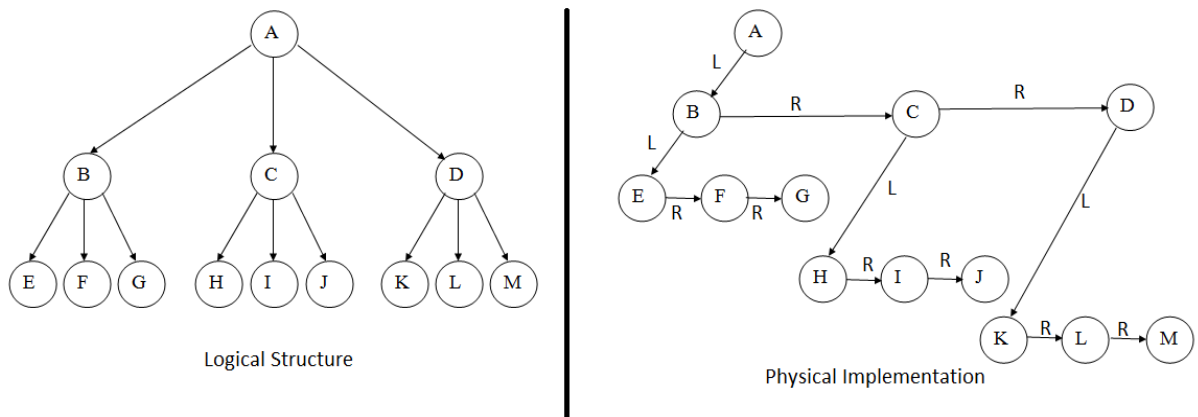 A
B C D
E F G H I J K L M
Logical Structure
A
L
B R C R D
L
E R F R G
L
L
H R I R J
K R L R M
Physical Implementation